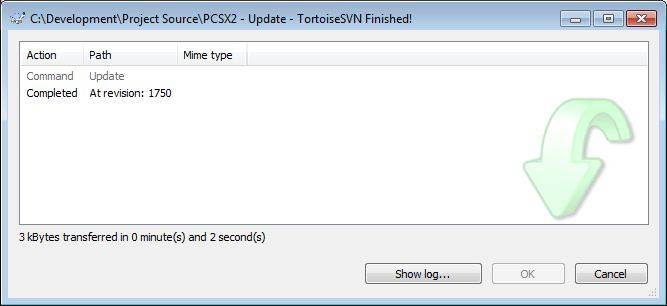 C:\Development\Project Source\PCSX2 - Update - TortoiseSVN Finished!
Action Path Mime type
Command Update
Completed At revision: 1750
3 kBytes transferred in 0 minute(s) and 2 second(s)
Show log... OK Cancel